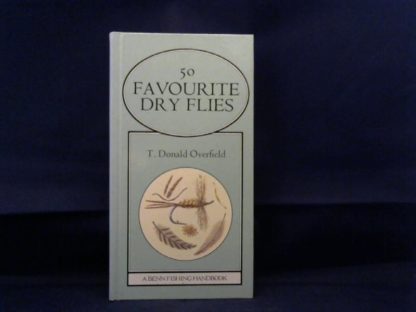 50
FAVOURITE
DRY FLIES
T. Donald Overfield
A BENN FISHING HANDBOOK